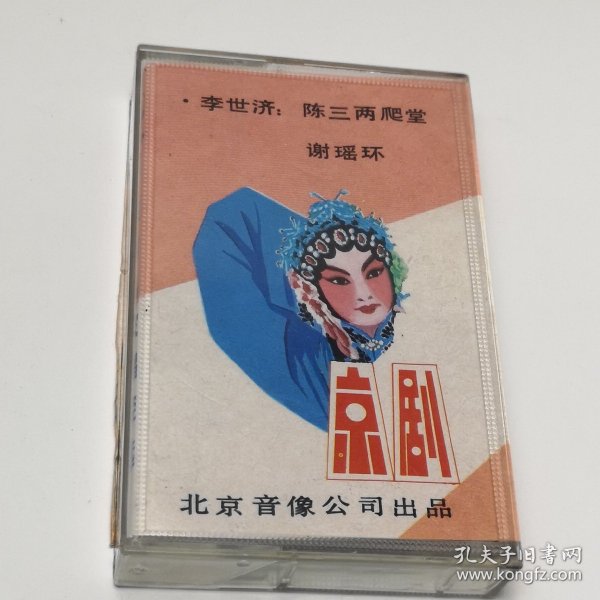 ·李世济：陈三两爬堂
谢瑶环
京剧
北京音像公司出品
孔夫子旧书网
www.kongfz.com